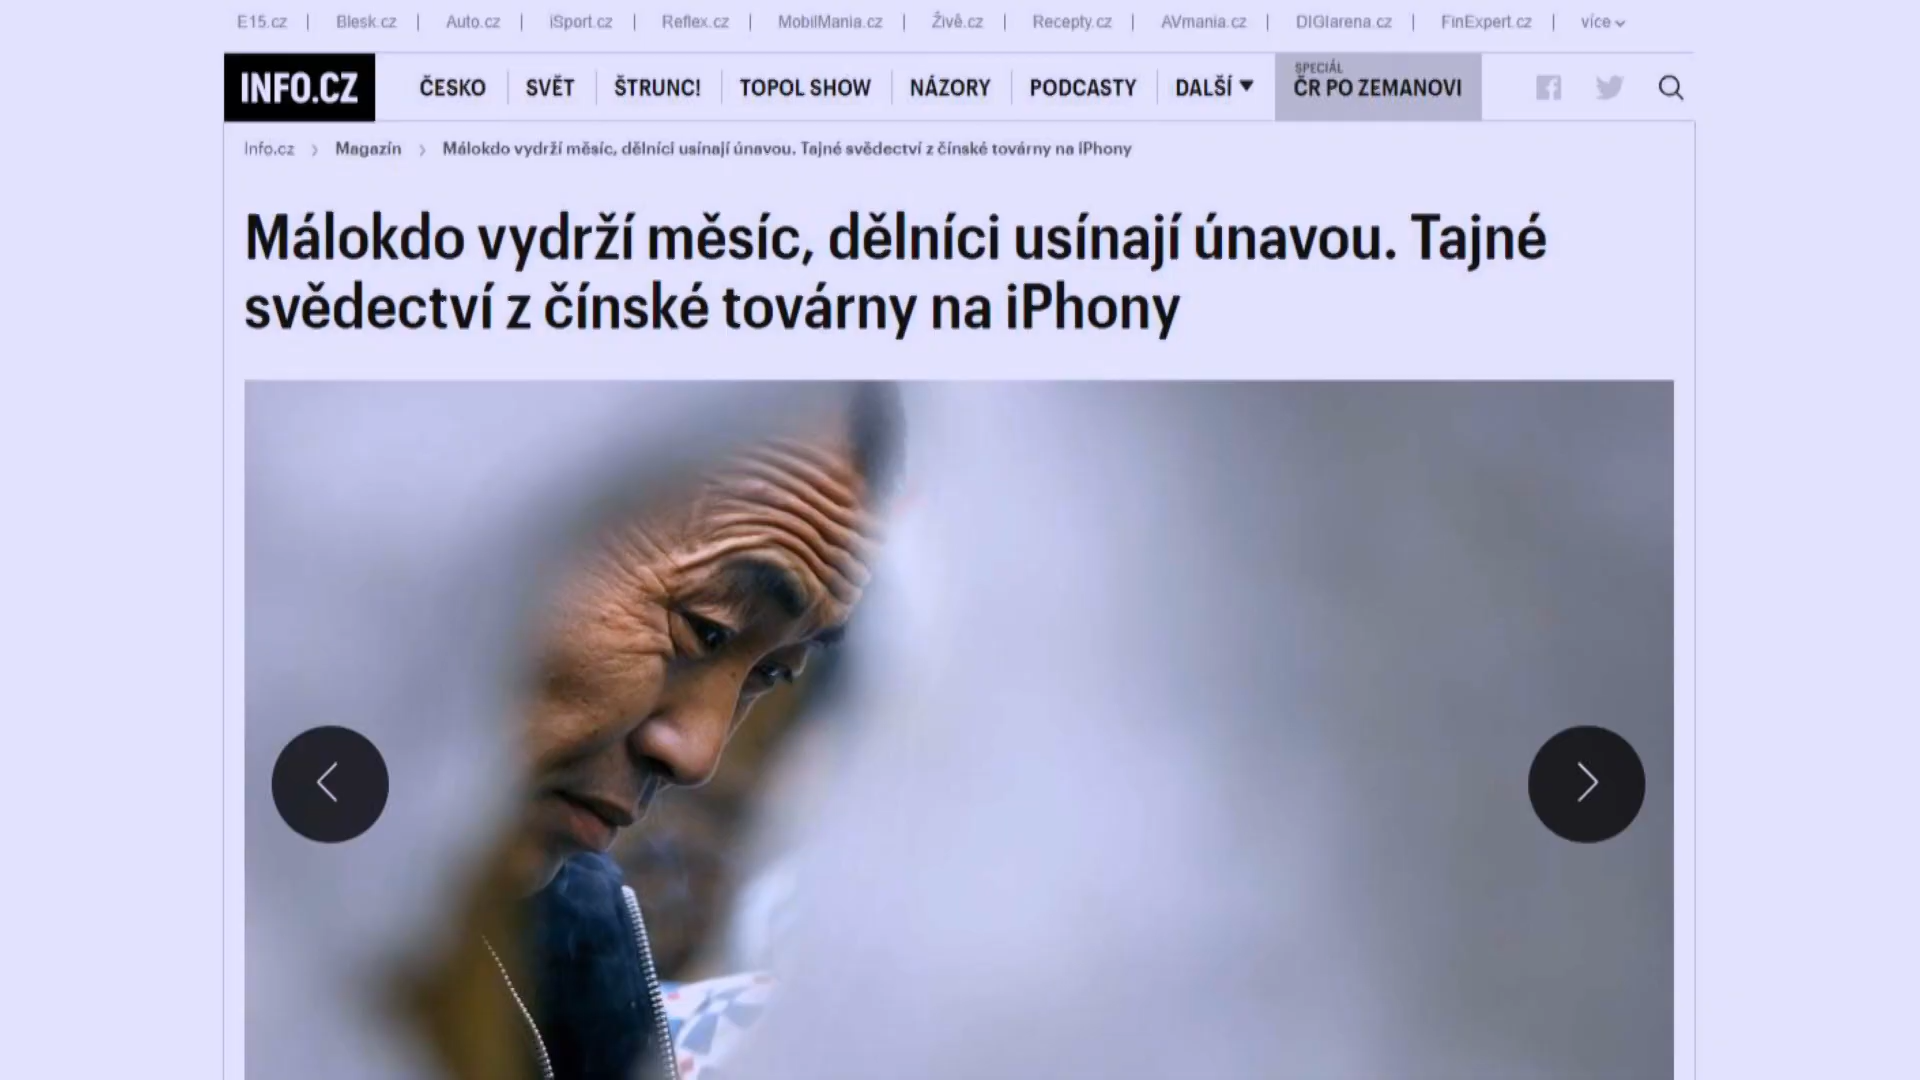 E15.cz | Blesk.cz | Auto.cz | iSport.cz | Reflex.cz | MobilMania.cz | Živě.cz | Recepty.cz | AVmania.cz | DIGIarena.cz | FinExpert.cz | více
INFO.CZ ČESKO SVĚT ŠTRUNC! TOPOL SHOW NÁZORY PODCASTY DALŠÍ SPECIÁL
ČR PO ZEMANOVI
Info.cz > Magazín > Málokdo vydrží měsíc, dělníci usínají únavou. Tajné svědectví z čínské továrny na iPhony
Málokdo vydrží měsíc, dělníci usínají únavou. Tajné
svědectví z čínské továrny na iPhony